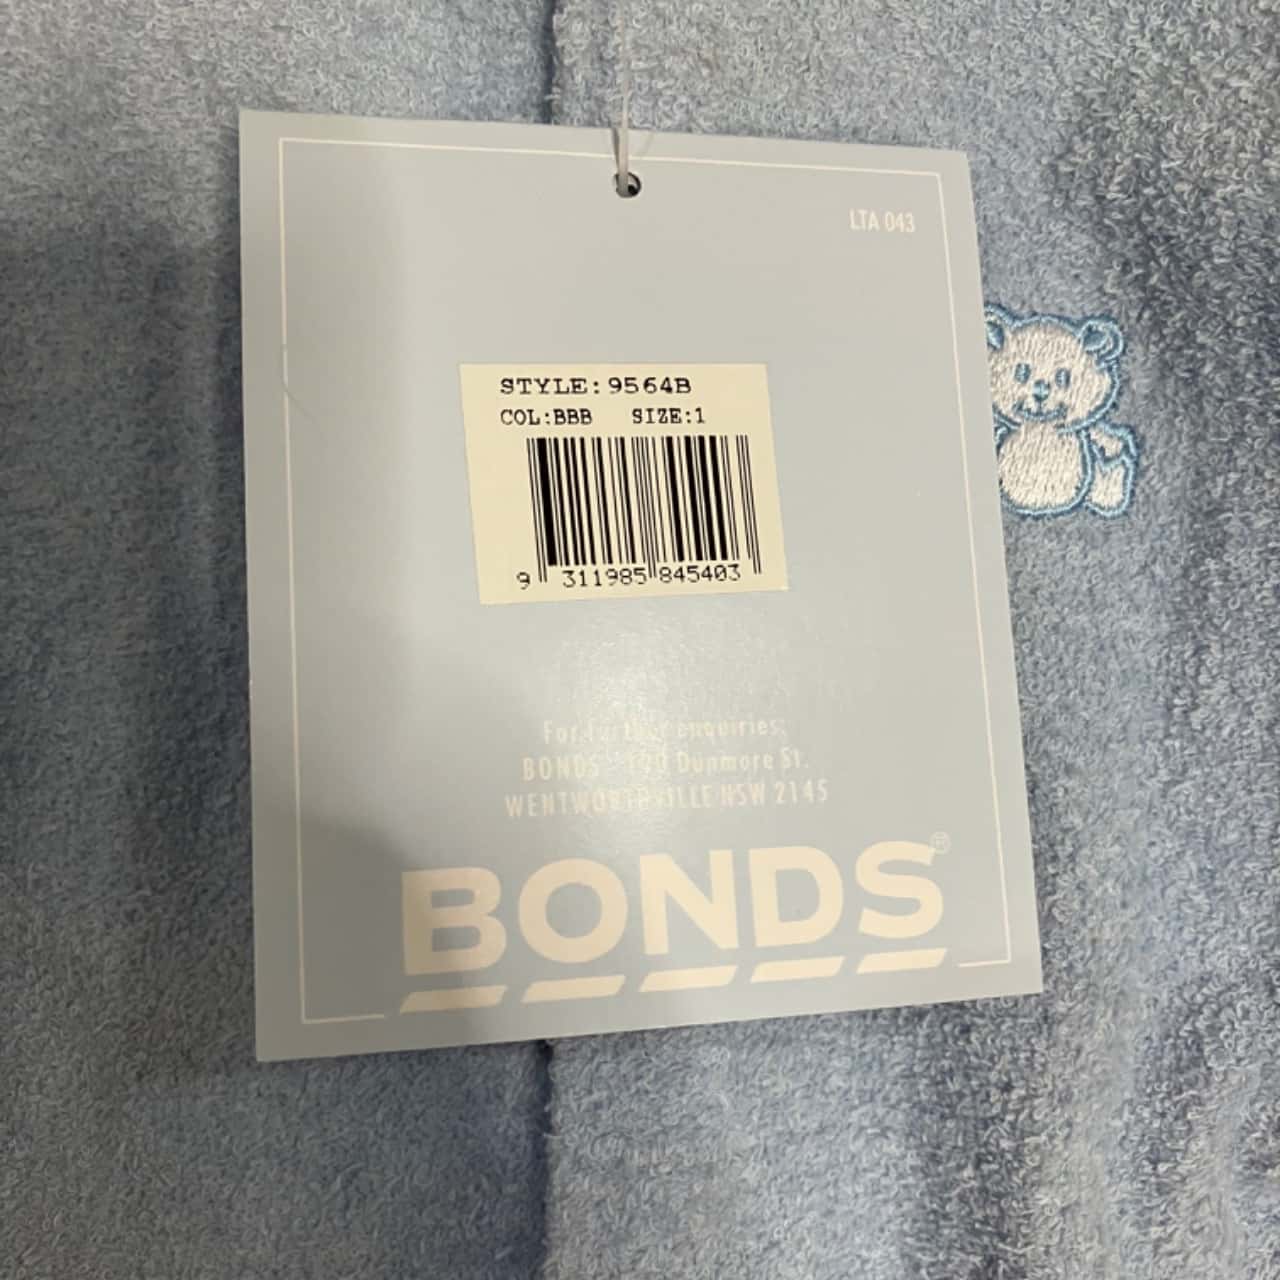 LTA 043
STYLE:9564B
COL:BBB SIZE:1
9 311985 845403
For further enquiries:
BONDS 190 Dunmore St.
WENTWORTHVILLE NSW 2145
BONDS®